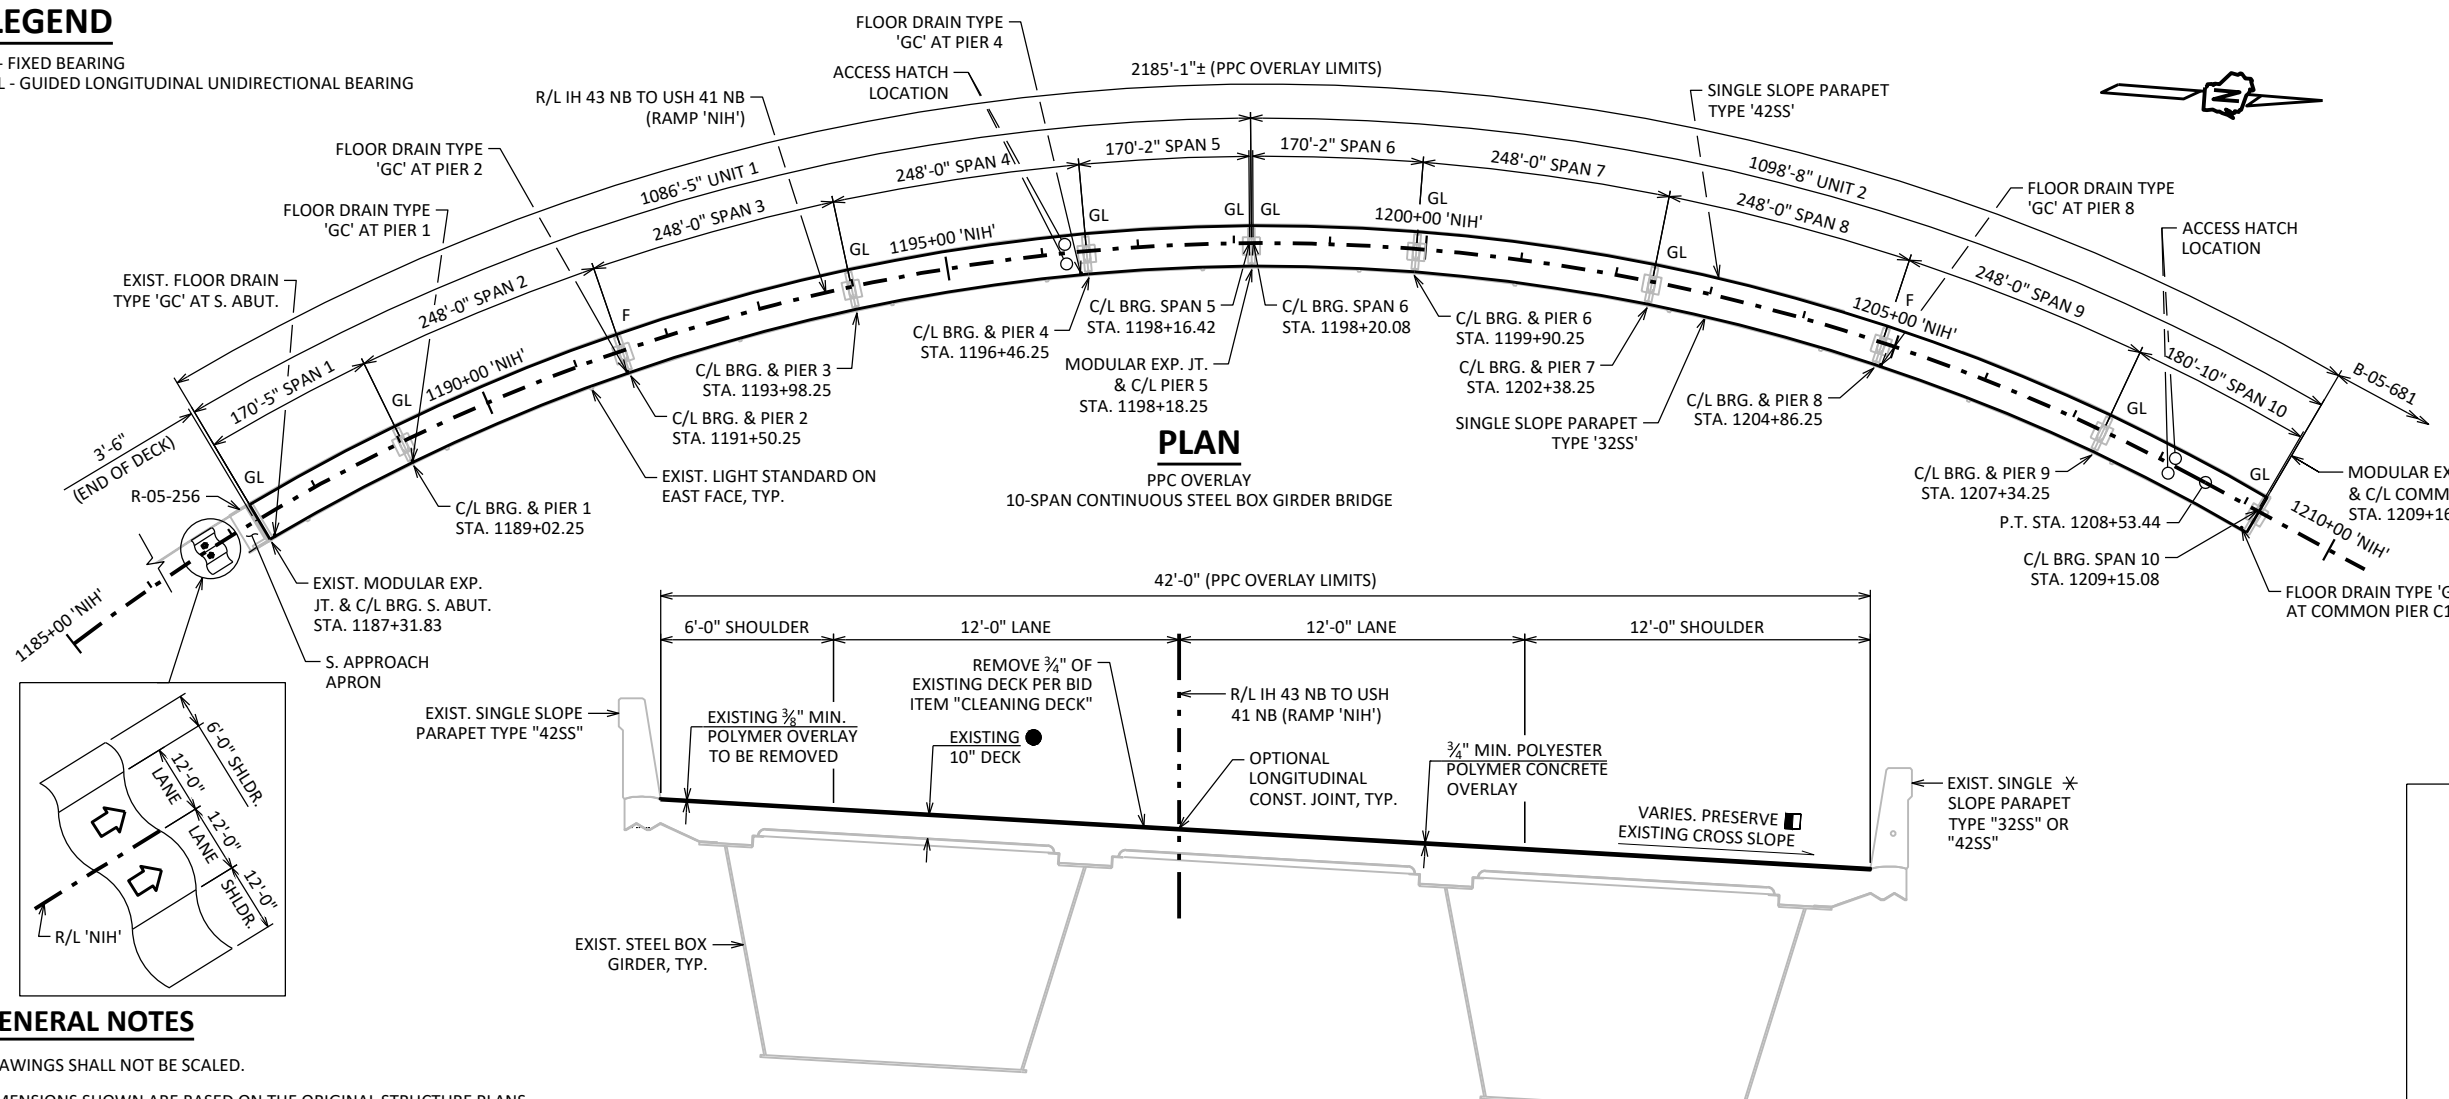 LEGEND
- FIXED BEARING
L - GUIDED LONGITUDINAL UNIDIRECTIONAL BEARING
FLOOR DRAIN TYPE
'GC' AT PIER 4
ACCESS HATCH
LOCATION
2185'-1"± (PPC OVERLAY LIMITS)
R/L IH 43 NB TO USH 41 NB
(RAMP 'NIH')
SINGLE SLOPE PARAPET
TYPE '42SS'
N
FLOOR DRAIN TYPE
'GC' AT PIER 2
FLOOR DRAIN TYPE
'GC' AT PIER 1
EXIST. FLOOR DRAIN
TYPE 'GC' AT S. ABUT.
1086'-5" UNIT 1
1098'-8" UNIT 2
170'-5" SPAN 1
248'-0" SPAN 2
248'-0" SPAN 3
248'-0" SPAN 4
170'-2" SPAN 5
170'-2" SPAN 6
248'-0" SPAN 7
248'-0" SPAN 8
248'-0" SPAN 9
180'-10" SPAN 10
FLOOR DRAIN TYPE
'GC' AT PIER 8
ACCESS HATCH
LOCATION
B-05-681
3'-6"
(END OF DECK)
R-05-256
GL
GL
F
GL
GL
GL
GL
GL
GL
F
GL
GL
1185+00 'NIH'
1190+00 'NIH'
1195+00 'NIH'
1200+00 'NIH'
1205+00 'NIH'
1210+00 'NIH'
EXIST. MODULAR EXP.
JT. & C/L BRG. S. ABUT.
STA. 1187+31.83
S. APPROACH
APRON
C/L BRG. & PIER 1
STA. 1189+02.25
C/L BRG. & PIER 2
STA. 1191+50.25
EXIST. LIGHT STANDARD ON
EAST FACE, TYP.
C/L BRG. & PIER 3
STA. 1193+98.25
C/L BRG. & PIER 4
STA. 1196+46.25
C/L BRG. SPAN 5
STA. 1198+16.42
MODULAR EXP. JT.
& C/L PIER 5
STA. 1198+18.25
C/L BRG. SPAN 6
STA. 1198+20.08
C/L BRG. & PIER 6
STA. 1199+90.25
C/L BRG. & PIER 7
STA. 1202+38.25
SINGLE SLOPE PARAPET
TYPE '32SS'
C/L BRG. & PIER 8
STA. 1204+86.25
C/L BRG. & PIER 9
STA. 1207+34.25
P.T. STA. 1208+53.44
C/L BRG. SPAN 10
STA. 1209+15.08
MODULAR EX
& C/L COMM
STA. 1209+16
FLOOR DRAIN TYPE 'G
AT COMMON PIER C1
PLAN
PPC OVERLAY
10-SPAN CONTINUOUS STEEL BOX GIRDER BRIDGE
42'-0" (PPC OVERLAY LIMITS)
6'-0" SHOULDER
12'-0" LANE
12'-0" LANE
12'-0" SHOULDER
EXIST. SINGLE SLOPE
PARAPET TYPE "42SS"
EXISTING ⅜" MIN.
POLYMER OVERLAY
TO BE REMOVED
REMOVE ¾" OF
EXISTING DECK PER BID
ITEM "CLEANING DECK"
EXISTING
10" DECK
R/L IH 43 NB TO USH
41 NB (RAMP 'NIH')
OPTIONAL
LONGITUDINAL
CONST. JOINT, TYP.
¾" MIN. POLYESTER
POLYMER CONCRETE
OVERLAY
VARIES. PRESERVE
EXISTING CROSS SLOPE
EXIST. SINGLE
SLOPE PARAPET
TYPE "32SS" OR
"42SS"
EXIST. STEEL BOX
GIRDER, TYP.
6'-0" SHLDR.
12'-0"
LANE
12'-0"
LANE
12'-0"
SHLDR.
R/L 'NIH'
ENERAL NOTES
AWINGS SHALL NOT BE SCALED.
MENSIONS SHOWN ARE BASED ON THE ORIGINAL STRUCTURE PLANS